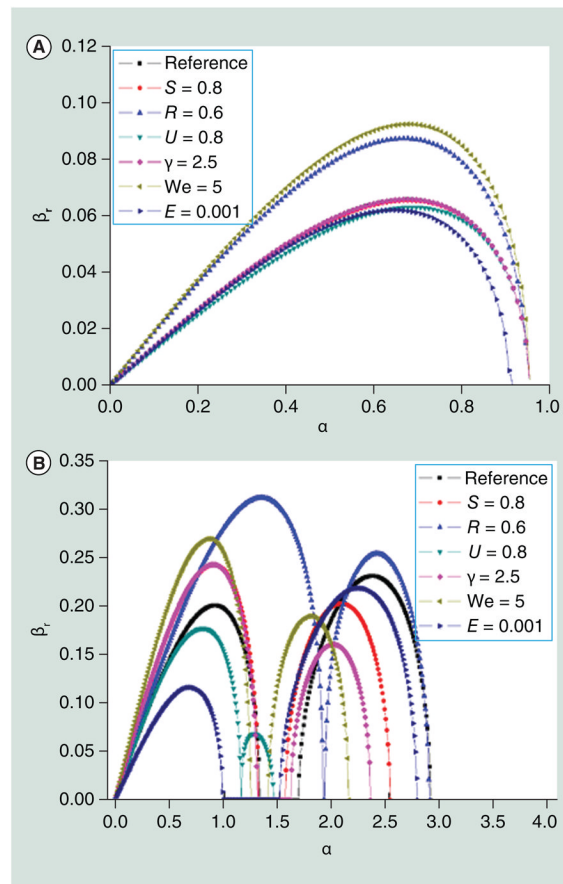 A
0.12
0.10
0.08
0.06
0.04
0.02
0.00
βr
Reference
S = 0.8
R = 0.6
U = 0.8
γ = 2.5
We = 5
E = 0.001
0.0 0.2 0.4 0.6 0.8 1.0
α
B
0.35
0.30
0.25
0.20
0.15
0.10
0.05
0.00
βr
Reference
S = 0.8
R = 0.6
U = 0.8
γ = 2.5
We = 5
E = 0.001
0.0 0.5 1.0 1.5 2.0 2.5 3.0 3.5 4.0
α